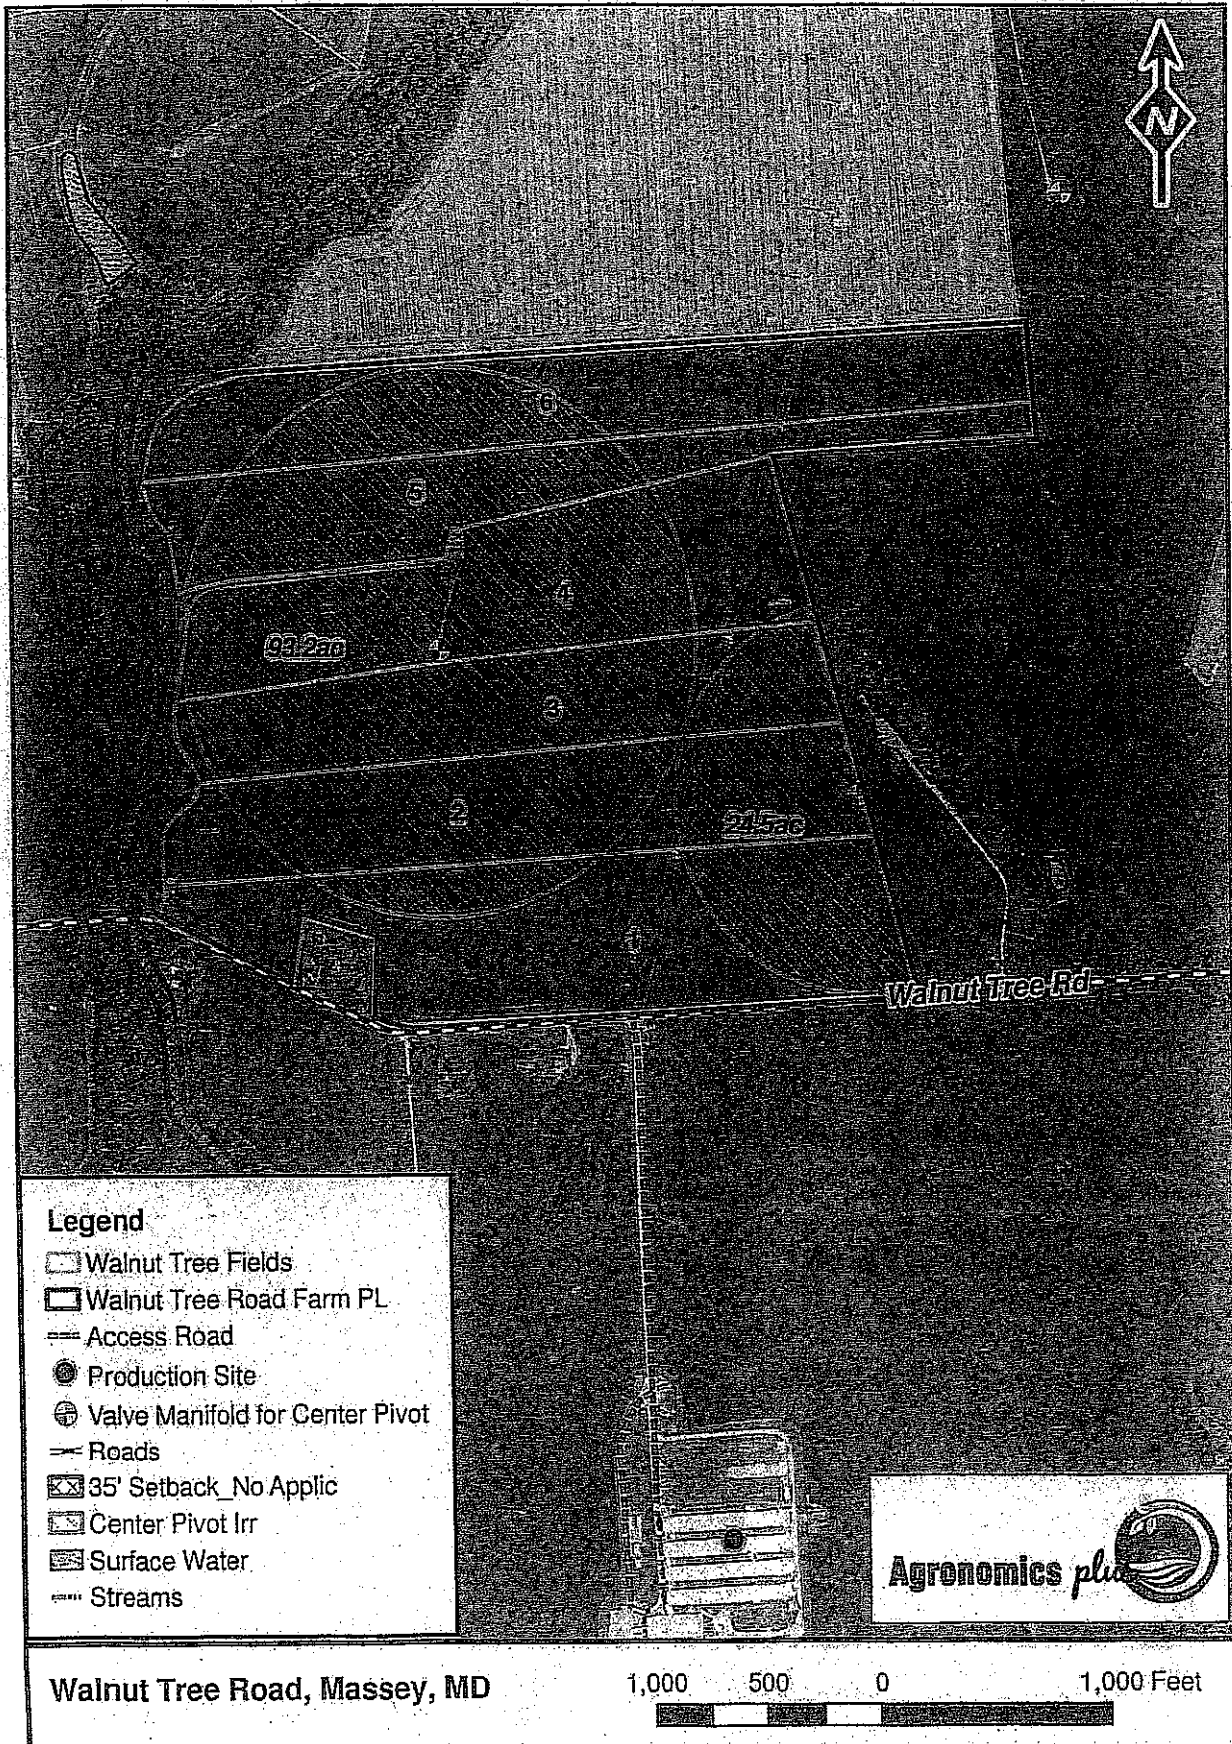 N
6
5
4
93.2ac
3
2
24.5ac
1
Walnut Tree Rd
Legend
Walnut Tree Fields
Walnut Tree Road Farm PL
Access Road
Production Site
Valve Manifold for Center Pivot
Roads
35' Setback_No Applic
Center Pivot Irr
Surface Water
Streams
Agronomics plus
Walnut Tree Road, Massey, MD
1,000 500 0 1,000 Feet